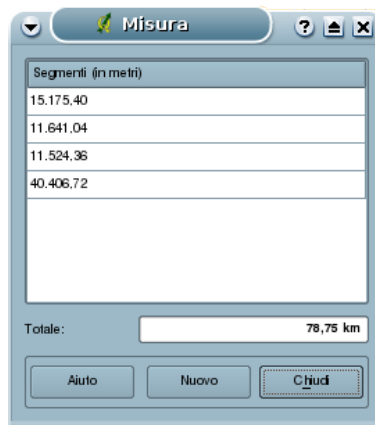 Misura
Segmenti (in metri)
15.175,40
11.641,04
11.524,36
40.406,72
Totale: 78,75 km
Aiuto Nuovo Chiudi